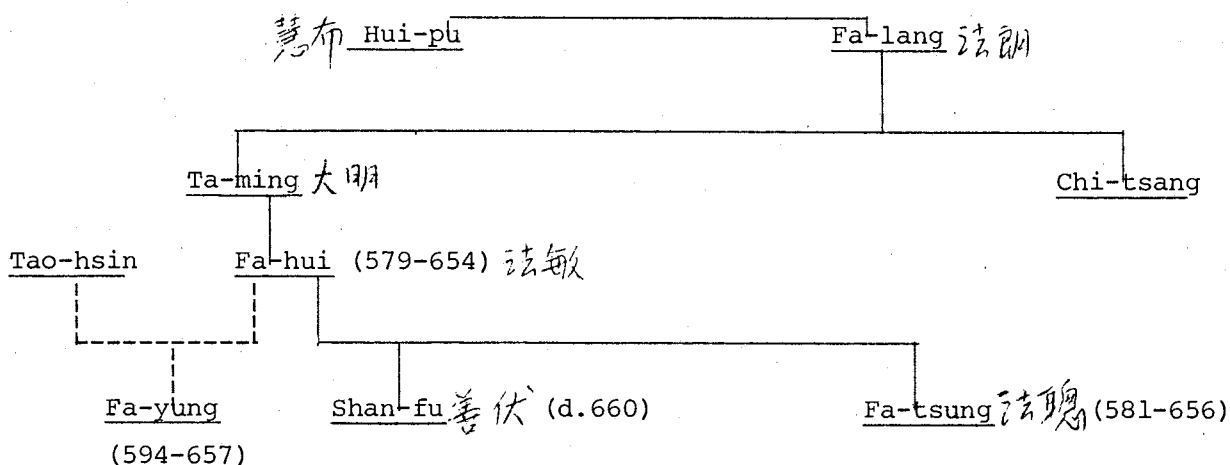 慧布 Hui-pu Fa-lang 法朗
Ta-ming 大明 Chi-tsang
Tao-hsin Fa-hui (579-654) 法敏
Fa-yung Shan-fu 善伏 (d.660) Fa-tsung 法聰 (581-656)
(594-657)